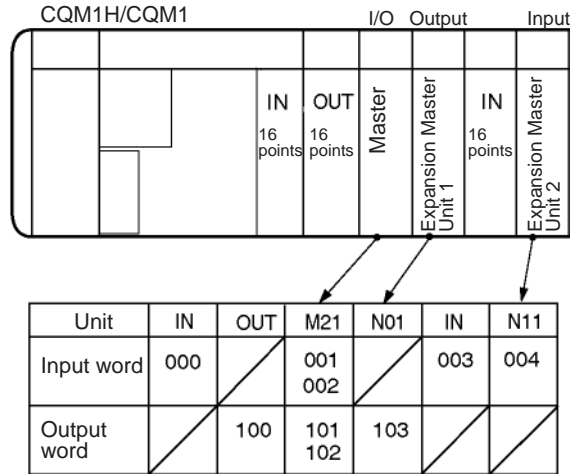 CQM1H/CQM1
I/O Output Input
IN
16
points
OUT
16
points
Master
Expansion Master
Unit 1
IN
16
points
Expansion Master
Unit 2
Unit IN OUT M21 N01 IN N11
Input word 000 001 003 004
002
Output 100 101 103
word 102